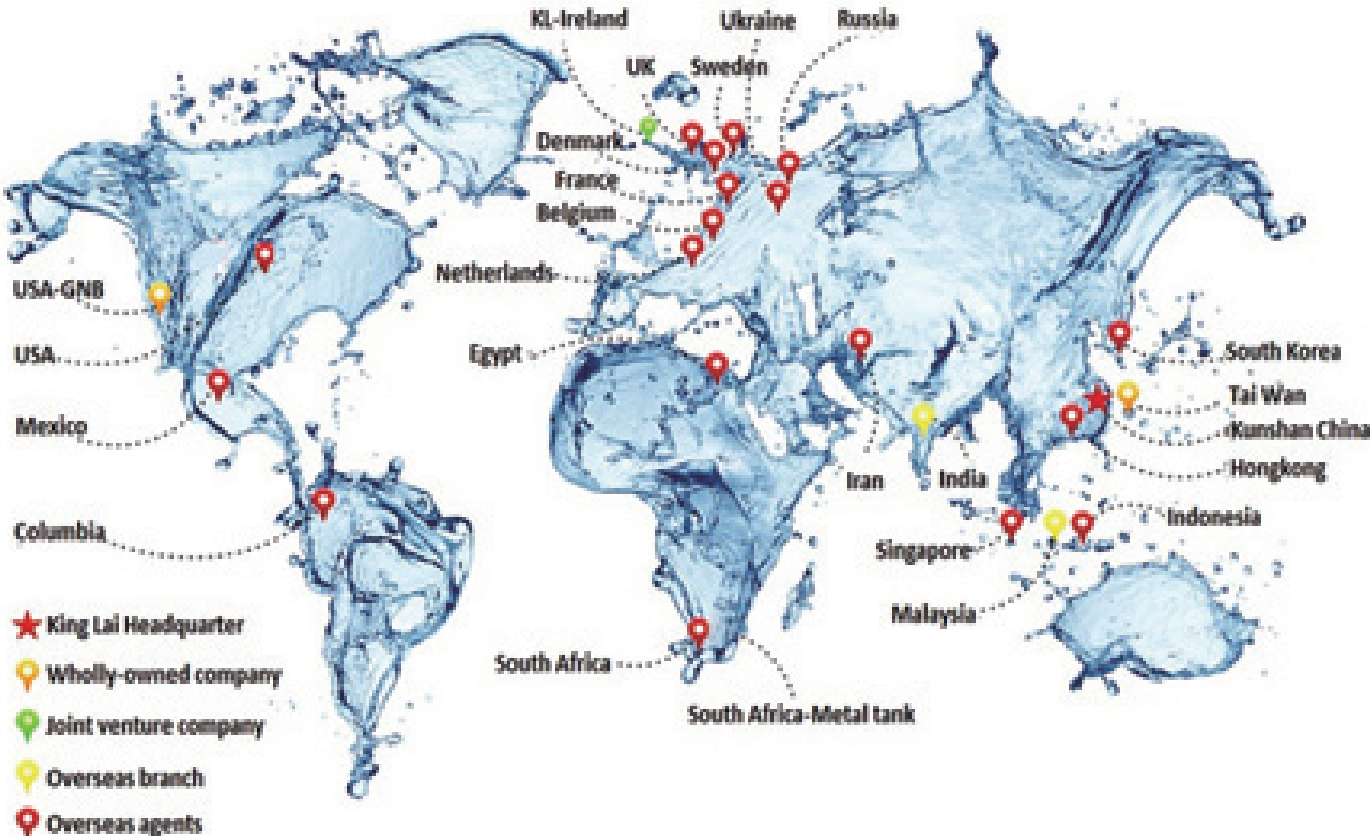 KL-Ireland
Ukraine
Russia
UK
Sweden
Denmark
France
Belgium
Netherlands
USA-GNB
USA
Egypt
South Korea
Tai Wan
Mexico
Kunshan China
Hongkong
Iran
India
Columbia
Indonesia
Singapore
Malaysia
King Lai Headquarter
South Africa
Wholly-owned company
South Africa-Metal tank
Joint venture company
Overseas branch
Overseas agents